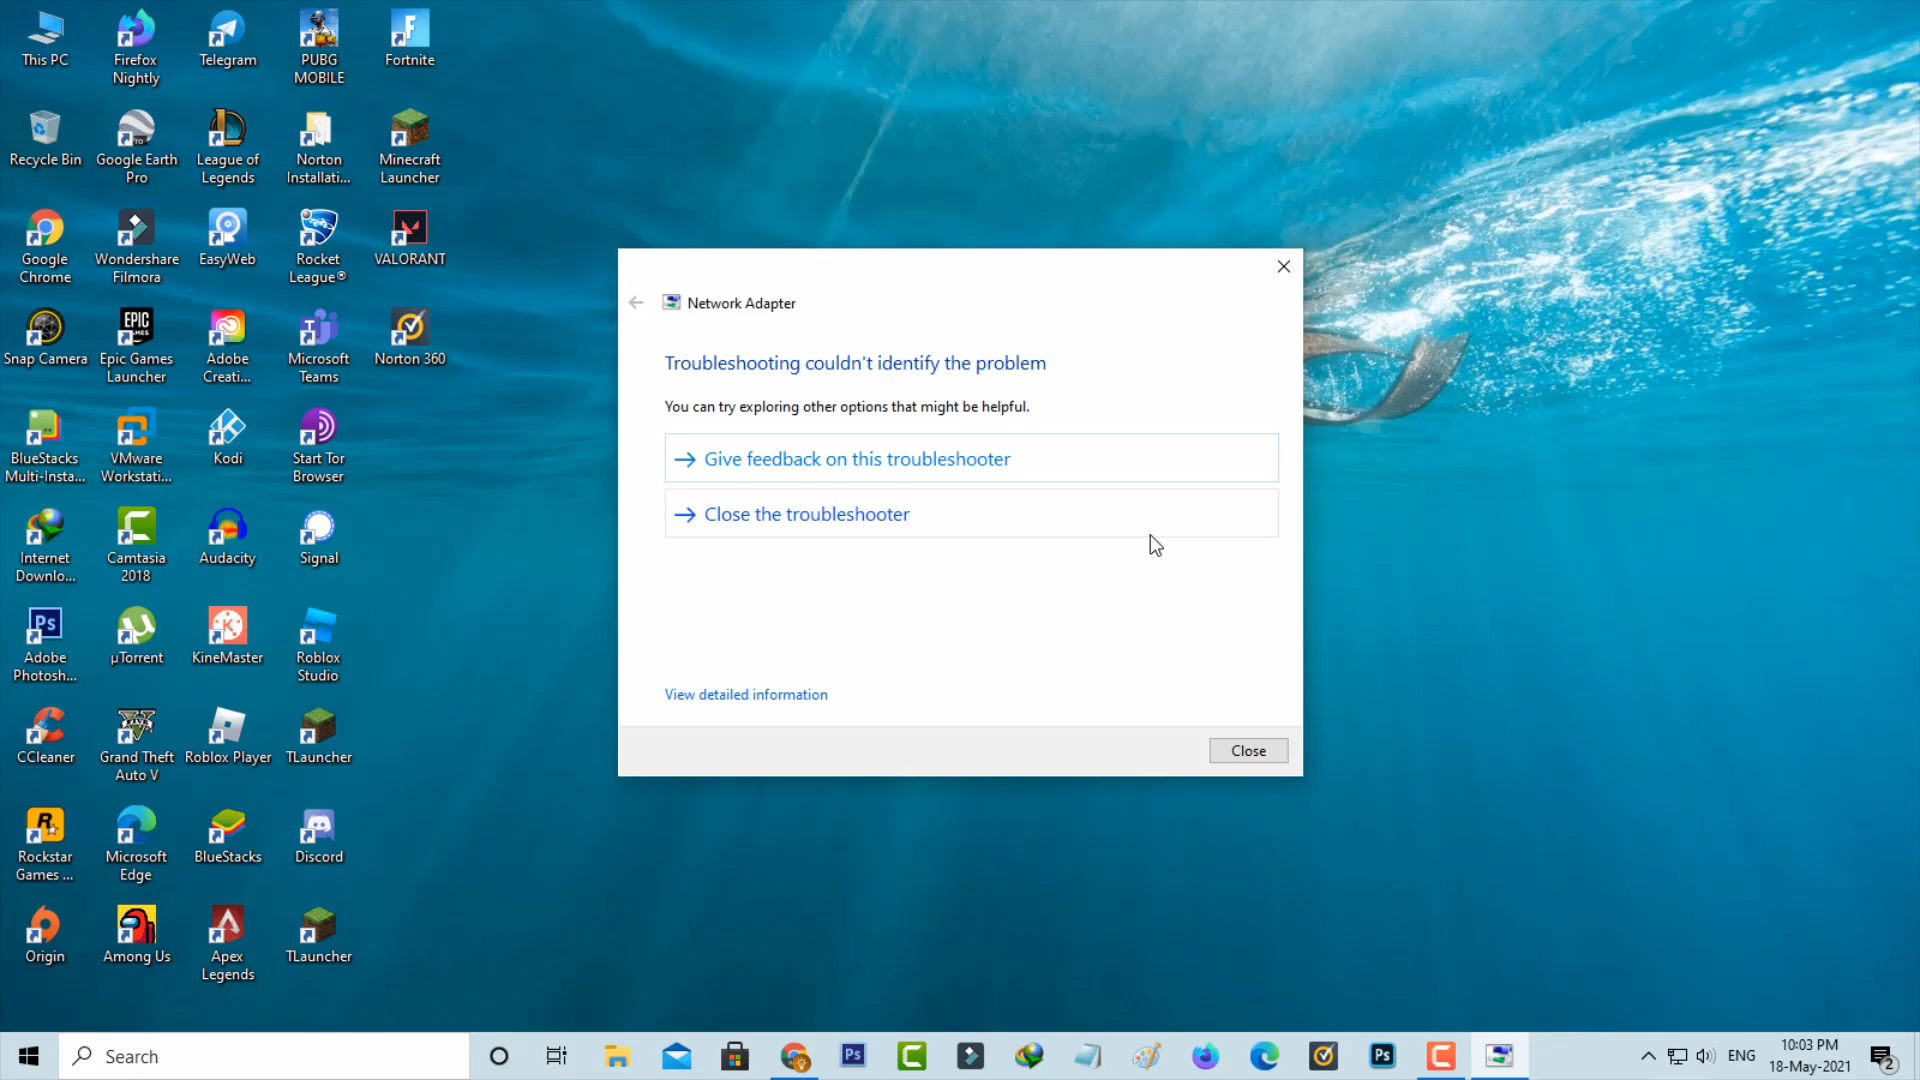 This PC
Firefox
Nightly
Telegram
PUBG
MOBILE
Fortnite
Recycle Bin
Google Earth
Pro
League of
Legends
Norton
Installati...
Minecraft
Launcher
Google
Chrome
Wondershare
Filmora
EasyWeb
Rocket
League®
VALORANT
Snap Camera
EPIC
GAMES
Epic Games
Launcher
Adobe
Creati...
Microsoft
Teams
Norton 360
BlueStacks
Multi-Insta...
VMware
Workstati...
Kodi
Start Tor
Browser
Internet
Downlo...
Camtasia
2018
Audacity
Signal
Ps
Adobe
Photosh...
µTorrent
KineMaster
Roblox
Studio
CCleaner
Grand Theft
Auto V
Roblox Player
TLauncher
Rockstar
Games ...
Microsoft
Edge
BlueStacks
Discord
Origin
Among Us
Apex
Legends
TLauncher
Network Adapter
Troubleshooting couldn't identify the problem
You can try exploring other options that might be helpful.
Give feedback on this troubleshooter
Close the troubleshooter
View detailed information
Close
Search
Ps
Ps
ENG
10:03 PM
18-May-2021
2